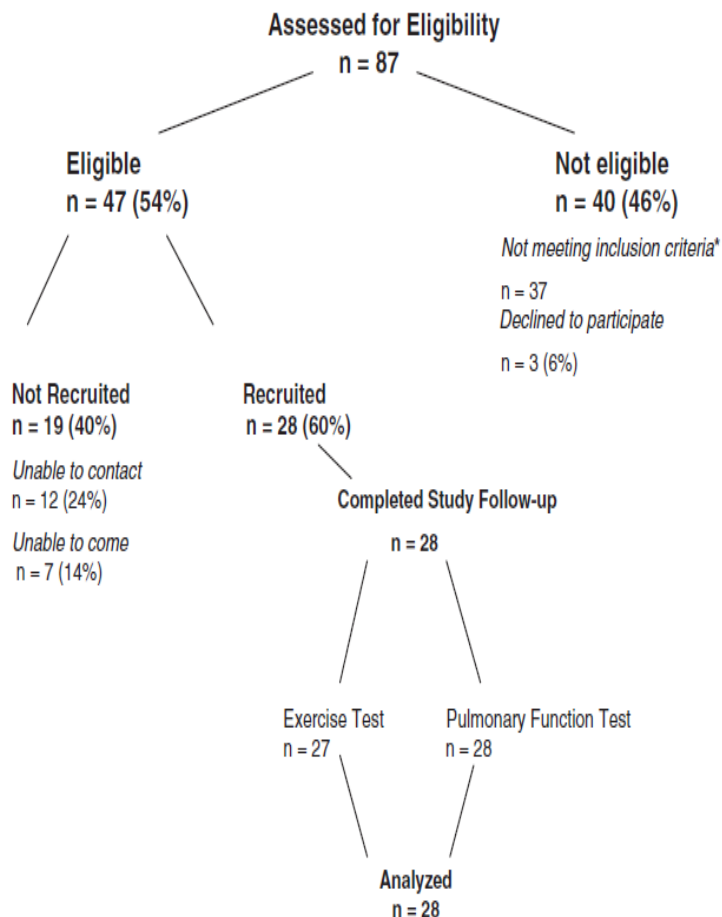 Assessed for Eligibility
n = 87
Eligible
n = 47 (54%)
Not eligible
n = 40 (46%)
Not meeting inclusion criteria*
n = 37
Declined to participate
n = 3 (6%)
Not Recruited
n = 19 (40%)
Unable to contact
n = 12 (24%)
Unable to come
n = 7 (14%)
Recruited
n = 28 (60%)
Completed Study Follow-up
n = 28
Exercise Test
n = 27
Pulmonary Function Test
n = 28
Analyzed
n = 28